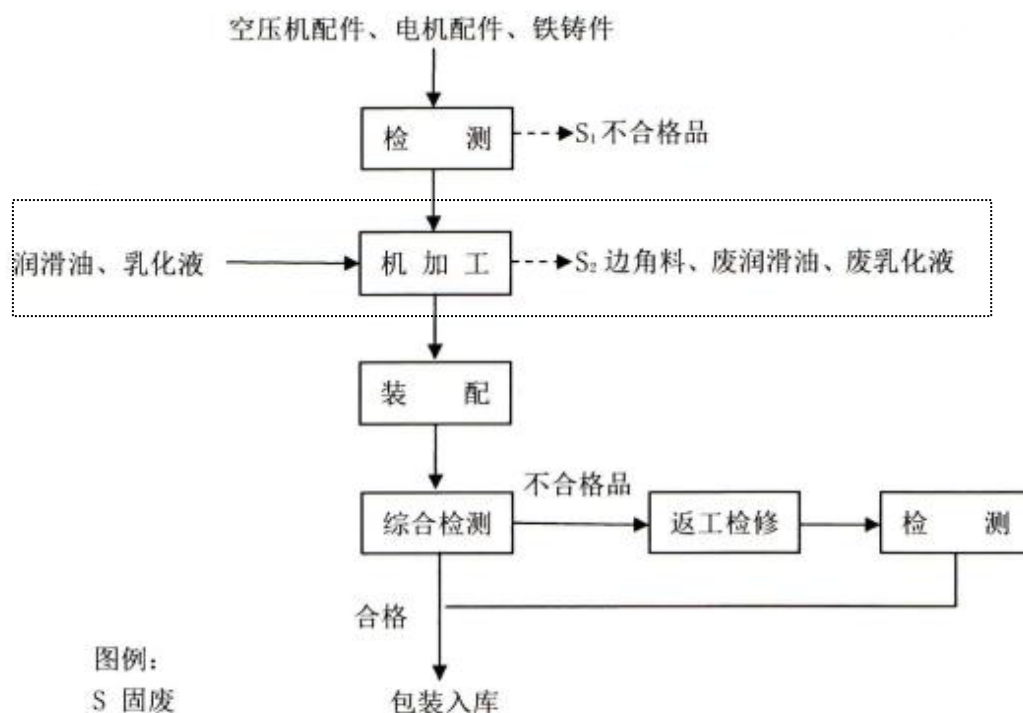 空压机配件、电机配件、铁铸件
检 测
S₁不合格品
润滑油、乳化液
机 加 工
S₂边角料、废润滑油、废乳化液
装 配
不合格品
综合检测
返工检修
检 测
合格
图例：
S 固废
包装入库